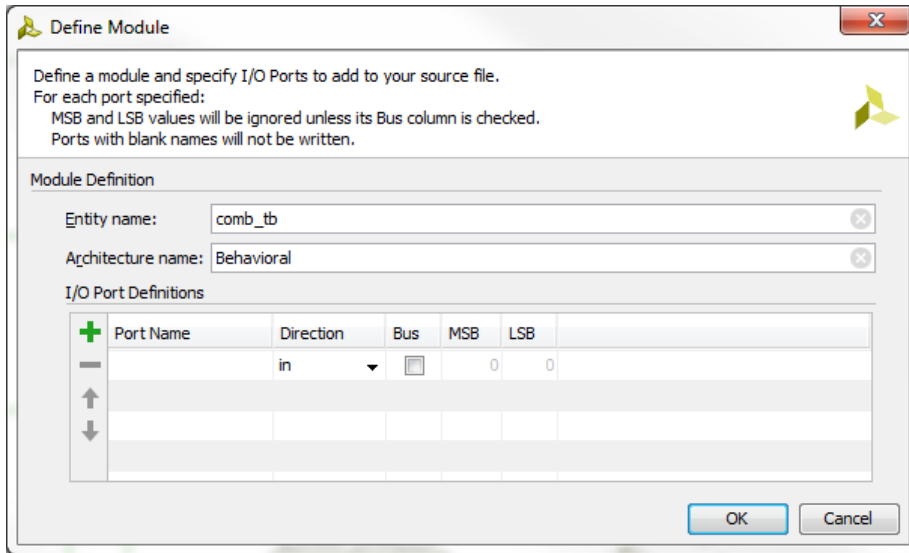 Define Module
Define a module and specify I/O Ports to add to your source file.
For each port specified:
MSB and LSB values will be ignored unless its Bus column is checked.
Ports with blank names will not be written.
Module Definition
Entity name: comb_tb
Architecture name: Behavioral
I/O Port Definitions
Port Name Direction Bus MSB LSB
in 0 0
OK Cancel